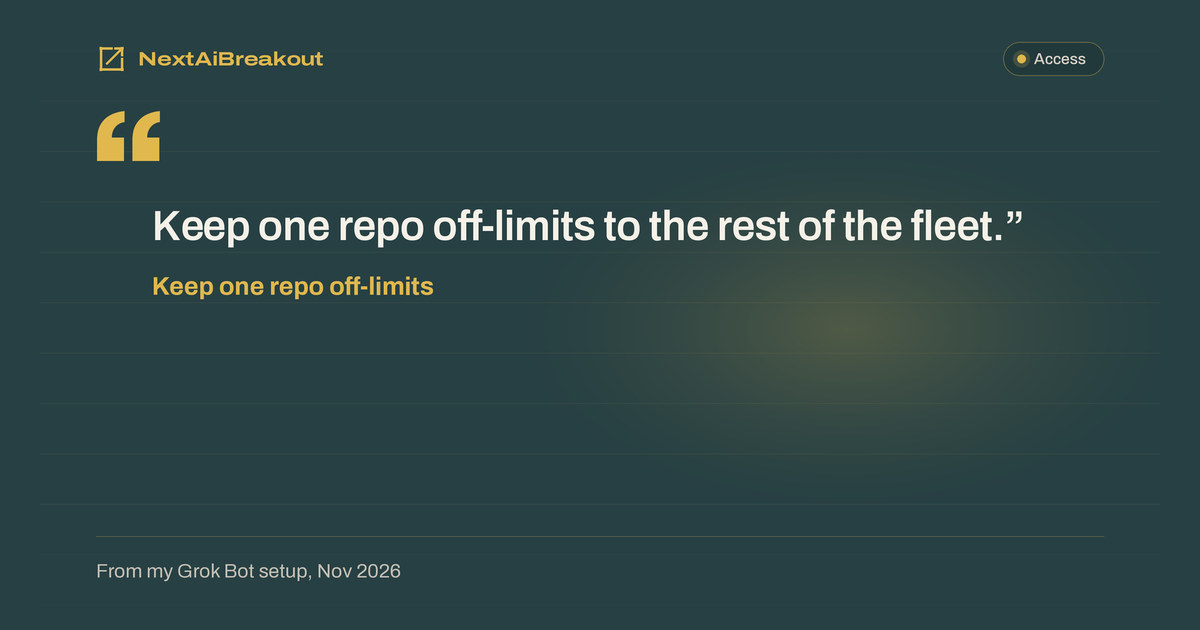 NextAiBreakout
Access
“
Keep one repo off-limits to the rest of the fleet.”
Keep one repo off-limits
From my Grok Bot setup, Nov 2026